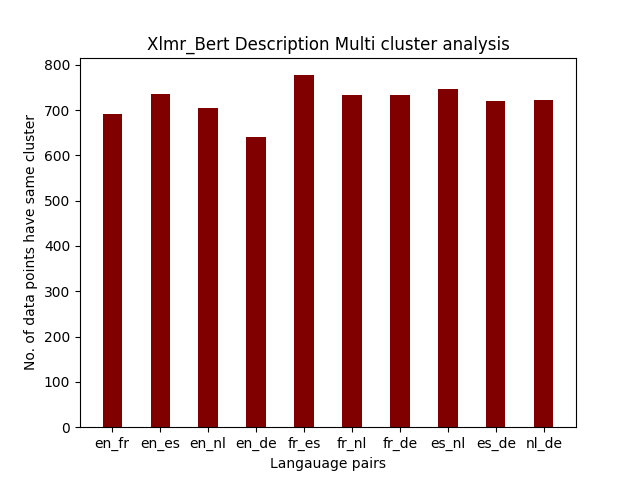 Xlmr_Bert Description Multi cluster analysis
No. of data points have same cluster
800
700
600
500
400
300
200
100
0
en_fr en_es en_nl en_de fr_es fr_nl fr_de es_nl es_de nl_de
Langauage pairs